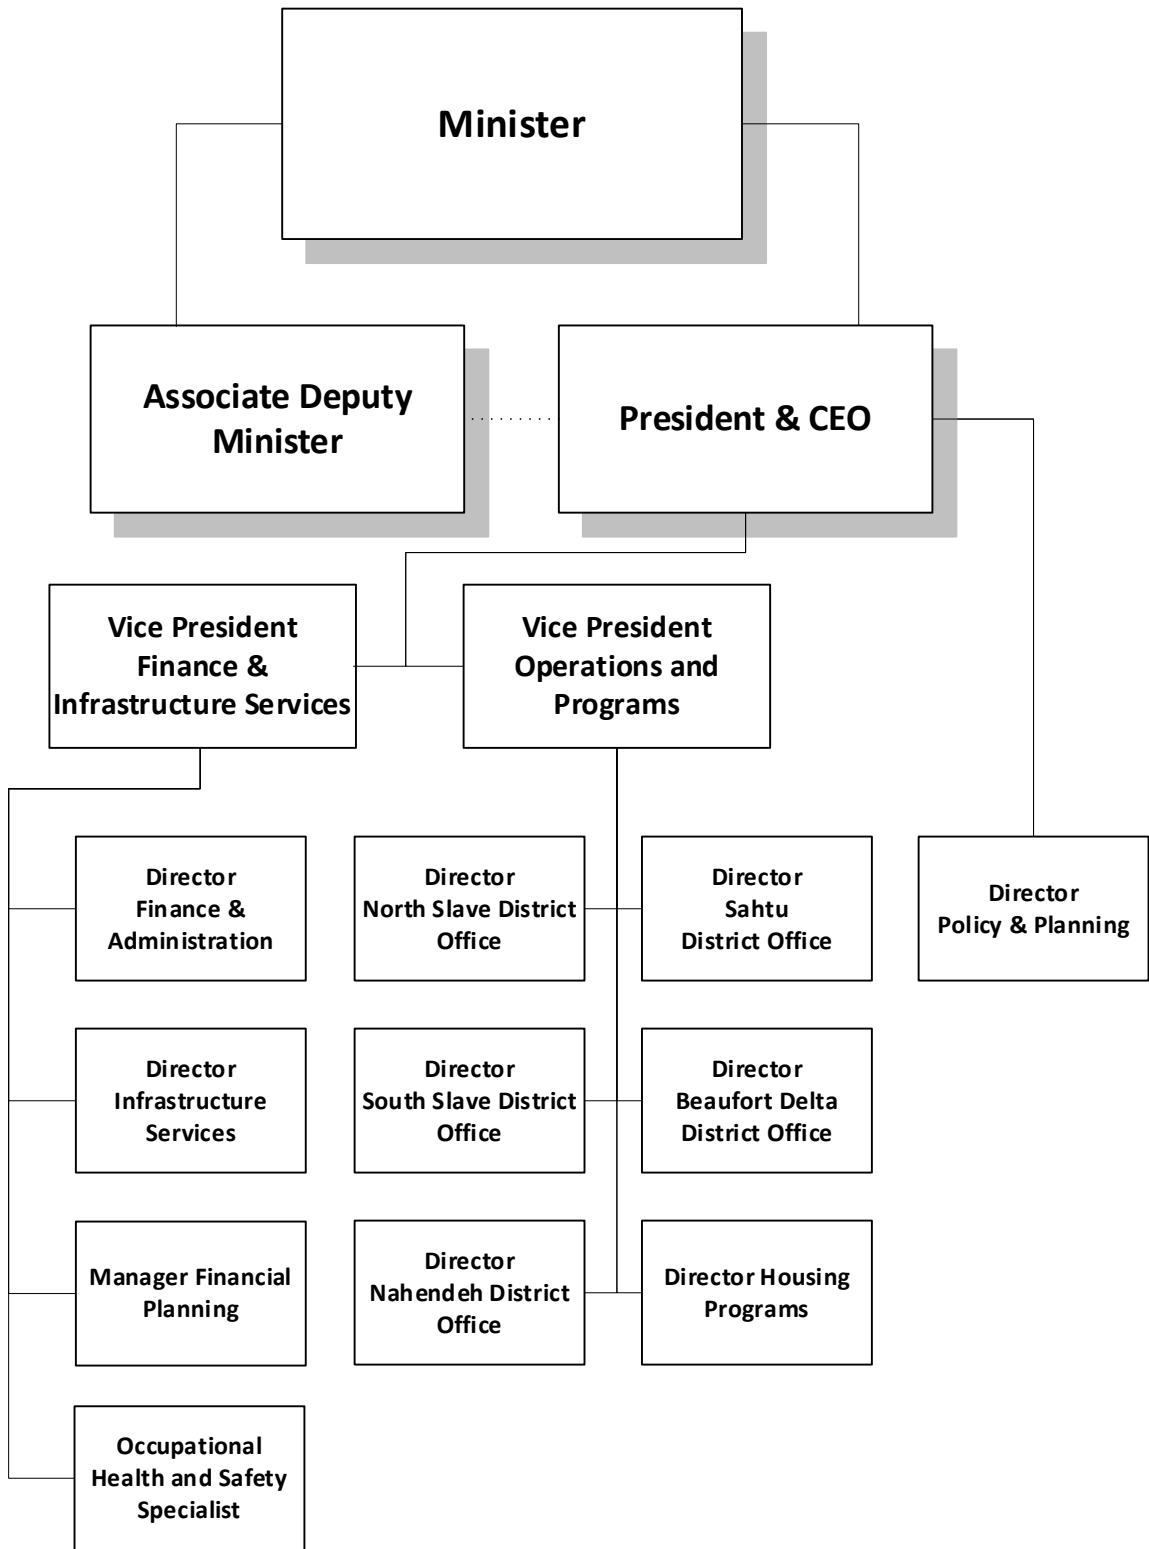 Minister
Associate Deputy
Minister
President & CEO
Vice President
Finance &
Infrastructure Services
Vice President
Operations and
Programs
Director
Finance &
Administration
Director
North Slave District
Office
Director
Sahtu
District Office
Director
Policy & Planning
Director
Infrastructure
Services
Director
South Slave District
Office
Director
Beaufort Delta
District Office
Manager Financial
Planning
Director
Nahendeh District
Office
Director Housing
Programs
Occupational
Health and Safety
Specialist